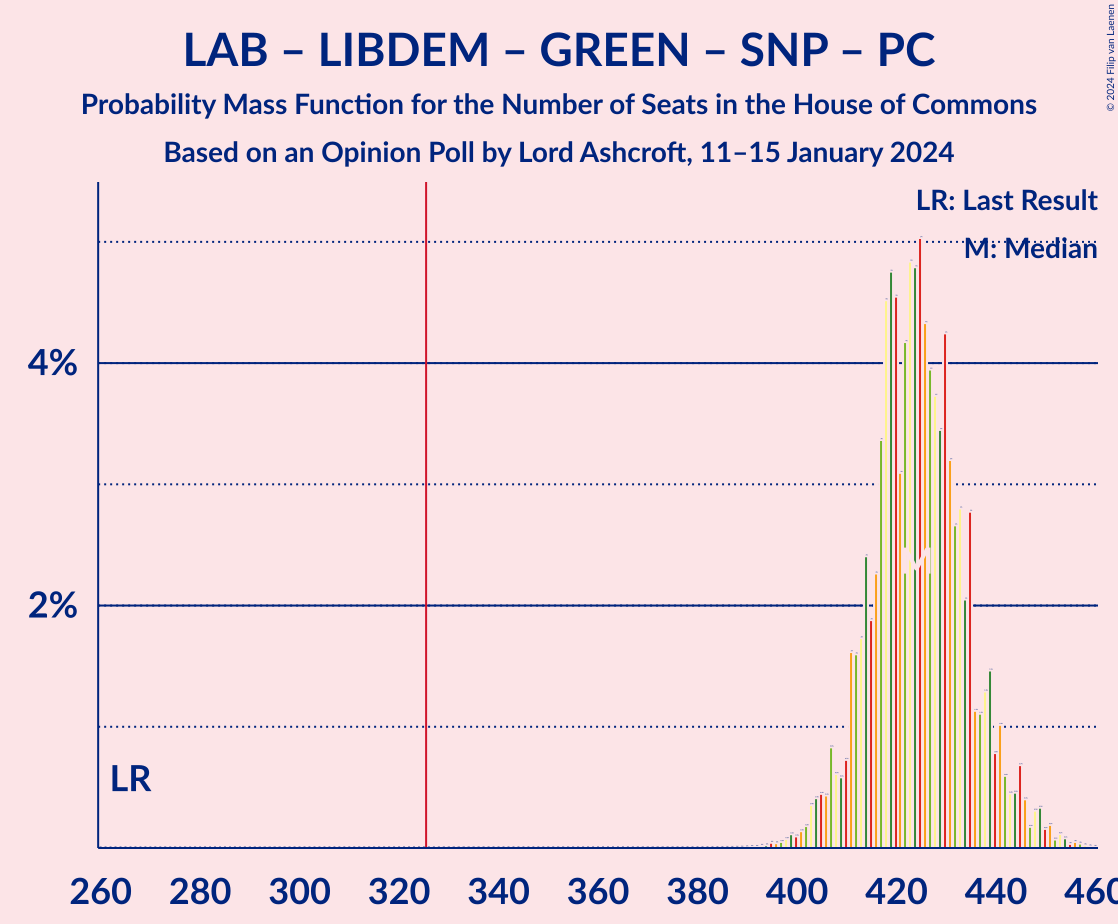 LAB – LIBDEM – GREEN – SNP – PC
Probability Mass Function for the Number of Seats in the House of Commons
Based on an Opinion Poll by Lord Ashcroft, 11–15 January 2024
© 2024 Filip van Laenen
LR: Last Result
M: Median
4%
2%
M
LR
260 280 300 320 340 360 380 400 420 440 460